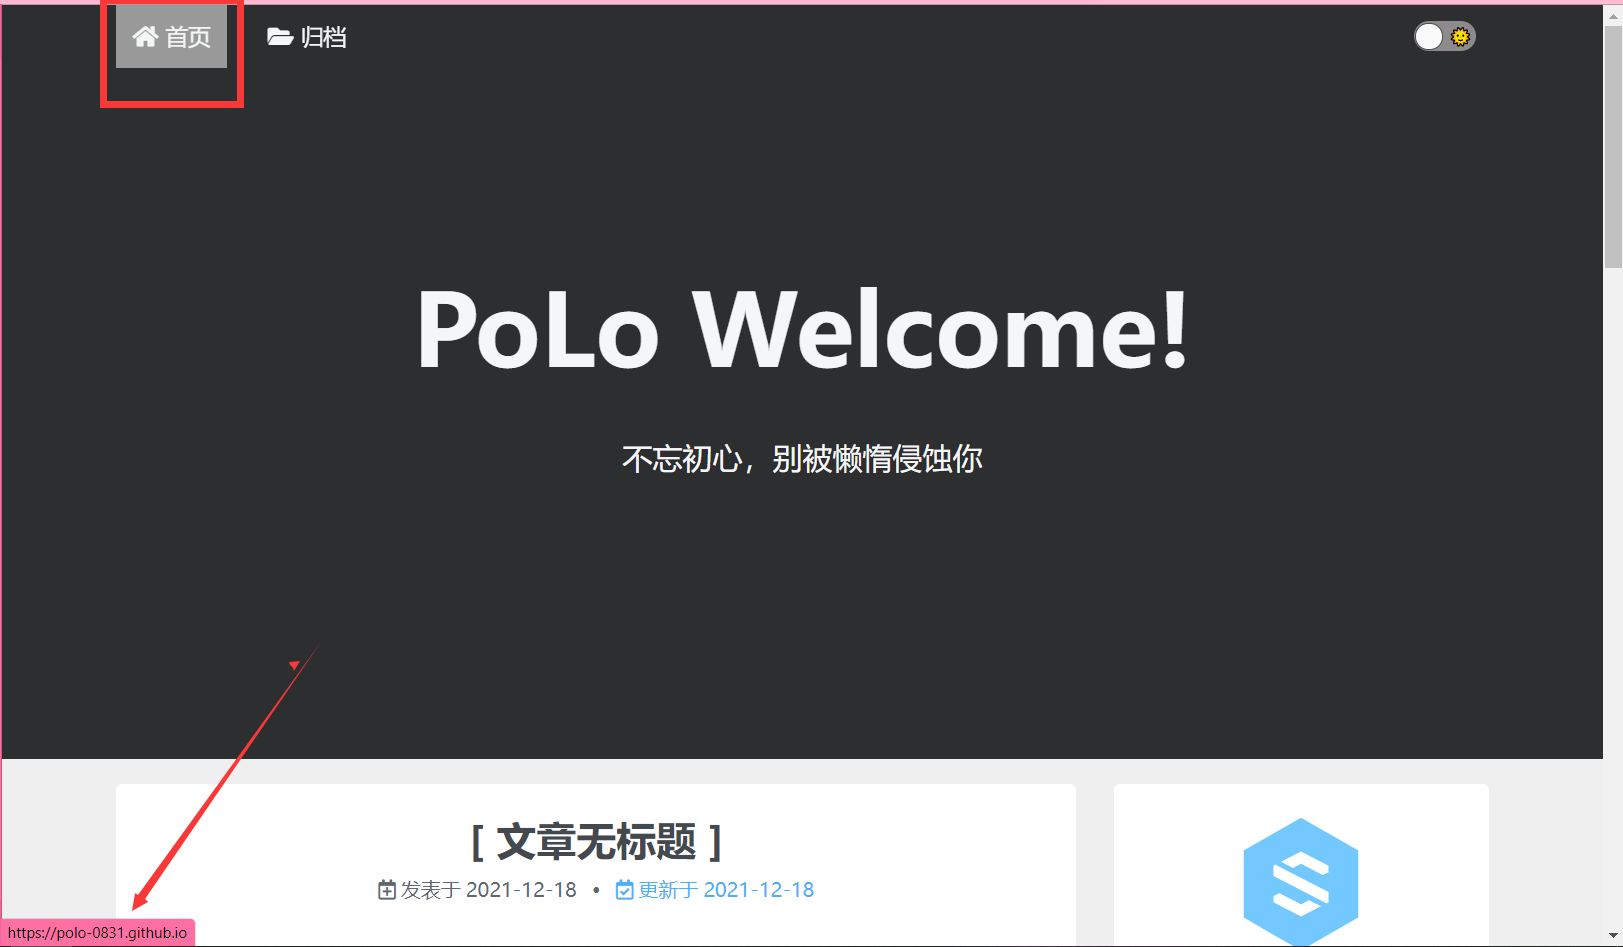 首页 归档
PoLo Welcome!
不忘初心，别被懒惰侵蚀你
[ 文章无标题 ]
发表于 2021-12-18 • 更新于 2021-12-18
https://polo-0831.github.io